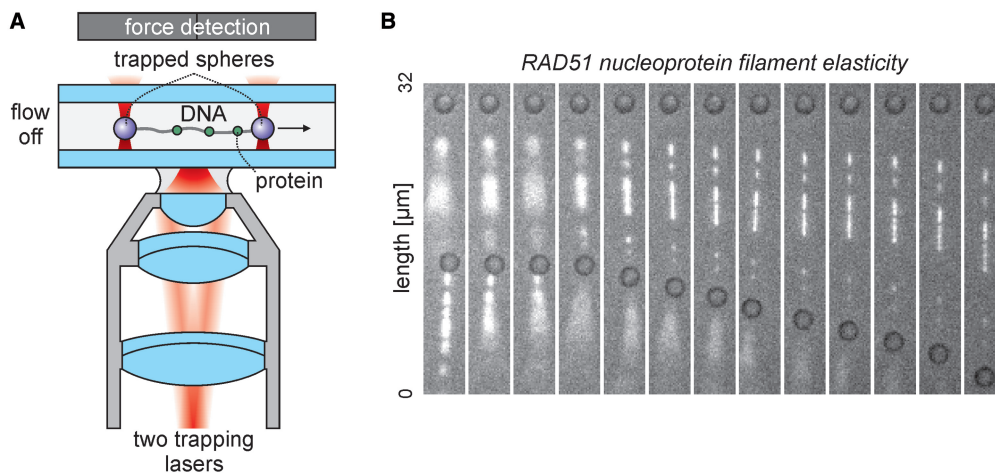 A
force detection
trapped spheres
flow
off
DNA
protein
two trapping
lasers
B
RAD51 nucleoprotein filament elasticity
32
length [μm]
0